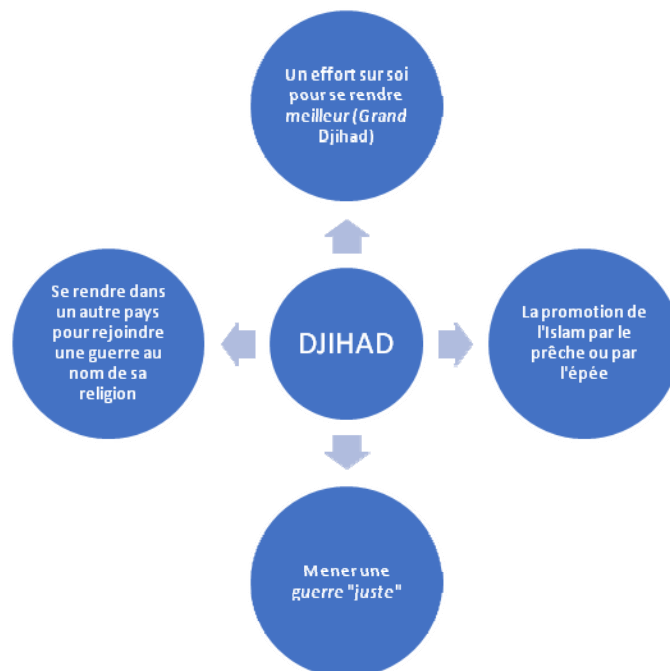 Un effort sur soi
pour se rendre
meilleur (Grand
Djihad)
Se rendre dans
un autre pays
pour rejoindre
une guerre au
nom de sa
religion
DJIHAD
La promotion de
l'Islam par le
prêche ou par
l'épée
Mener une
guerre "juste"